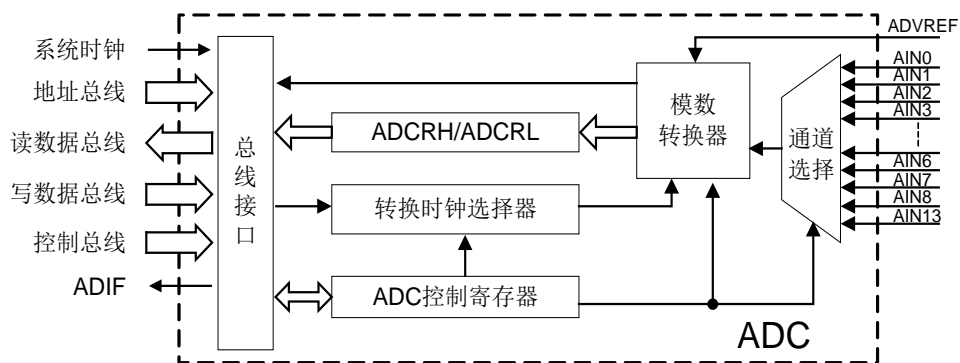 系统时钟
地址总线
读数据总线
写数据总线
控制总线
ADIF
总线接口
ADCRH/ADCRL
转换时钟选择器
ADC控制寄存器
模数
转换器
通道
选择
ADC
ADVREF
AIN0
AIN1
AIN2
AIN3
AIN6
AIN7
AIN8
AIN13